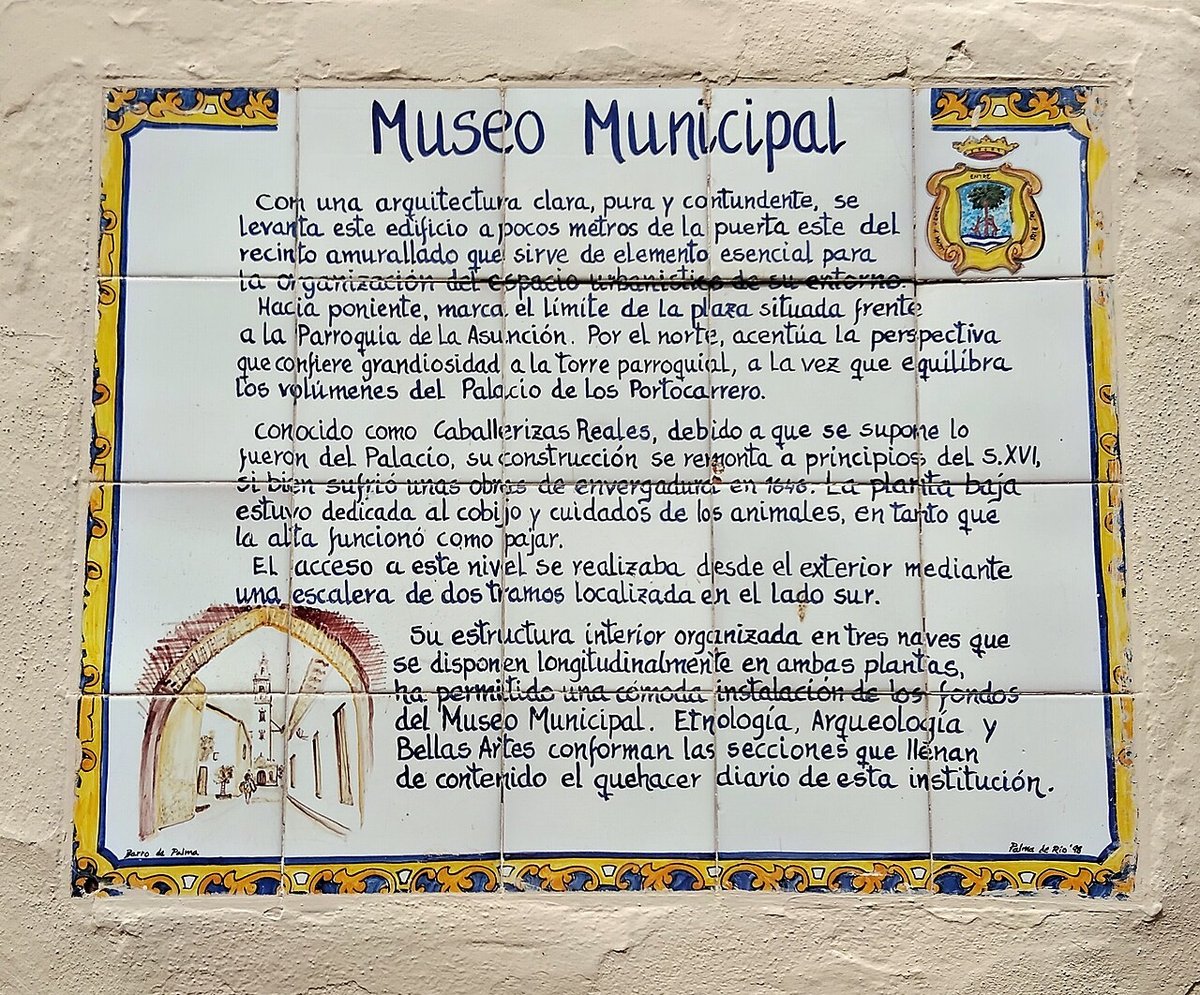 Museo Municipal
Con una arquitectura clara, pura y contundente, se
levanta este edificio a pocos metros de la puerta este del
recinto amurallado que sirve de elemento esencial para
la organización del espacio urbanístico de su entorno.
Hacia poniente, marca el límite de la plaza situada frente
a la Parroquia de La Asunción. Por el norte, acentúa la perspectiva
que confiere grandiosidad a la torre parroquial, a la vez que equilibra
los volúmenes del Palacio de Los Portocarrero.
Conocido como Caballerizas Reales, debido a que se supone lo
fueron del Palacio, su construcción se remonta a principios del S.XVI,
si bien sufrió unas obras de envergadura en 1646. La planta baja
estuvo dedicada al cobijo y cuidados de los animales, en tanto que
la alta funcionó como pajar.
El acceso a este nivel se realizaba desde el exterior mediante
una escalera de dos tramos localizada en el lado sur.
Su estructura interior organizada en tres naves que
se disponen longitudinalmente en ambas plantas,
ha permitido una cómoda instalación de los fondos
del Museo Municipal. Etnología, Arqueología y
Bellas Artes conforman las secciones que llenan
de contenido el quehacer diario de esta institución.
ENTRE
Barro de Palma
Palma de Río '98